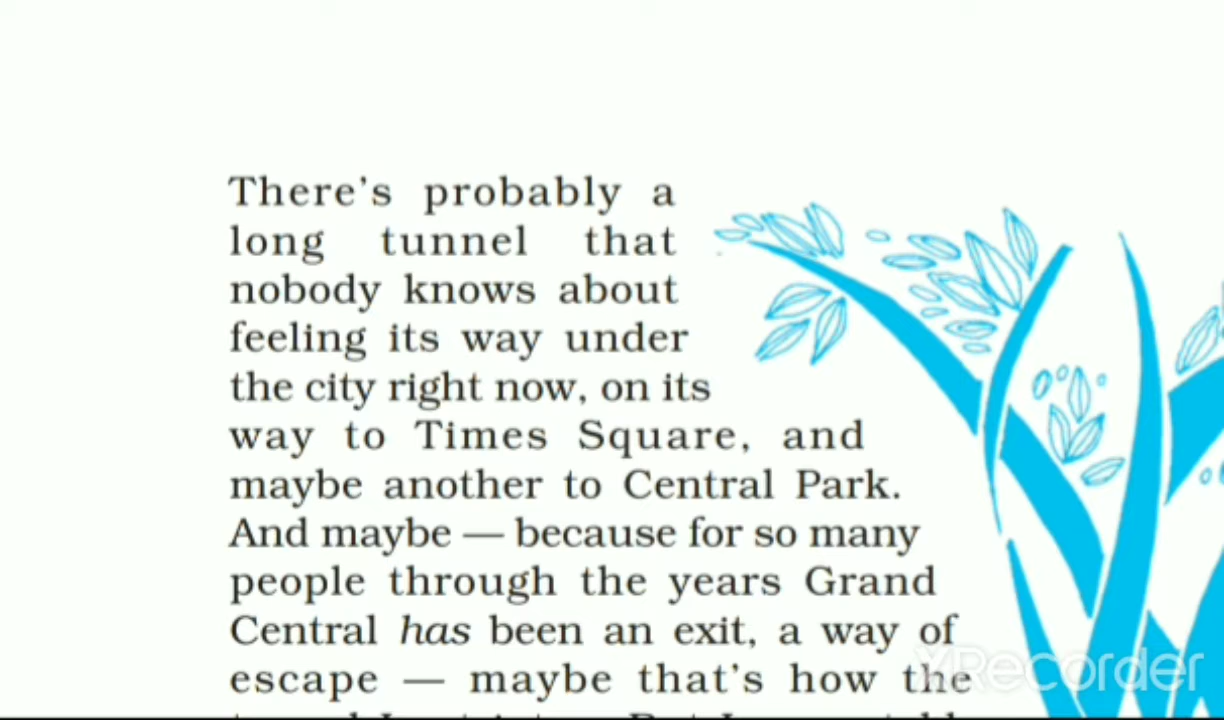 There's probably a
long tunnel that
nobody knows about
feeling its way under
the city right now, on its
way to Times Square, and
maybe another to Central Park.
And maybe — because for so many
people through the years Grand
Central has been an exit, a way of
escape — maybe that's how the
XRecorder